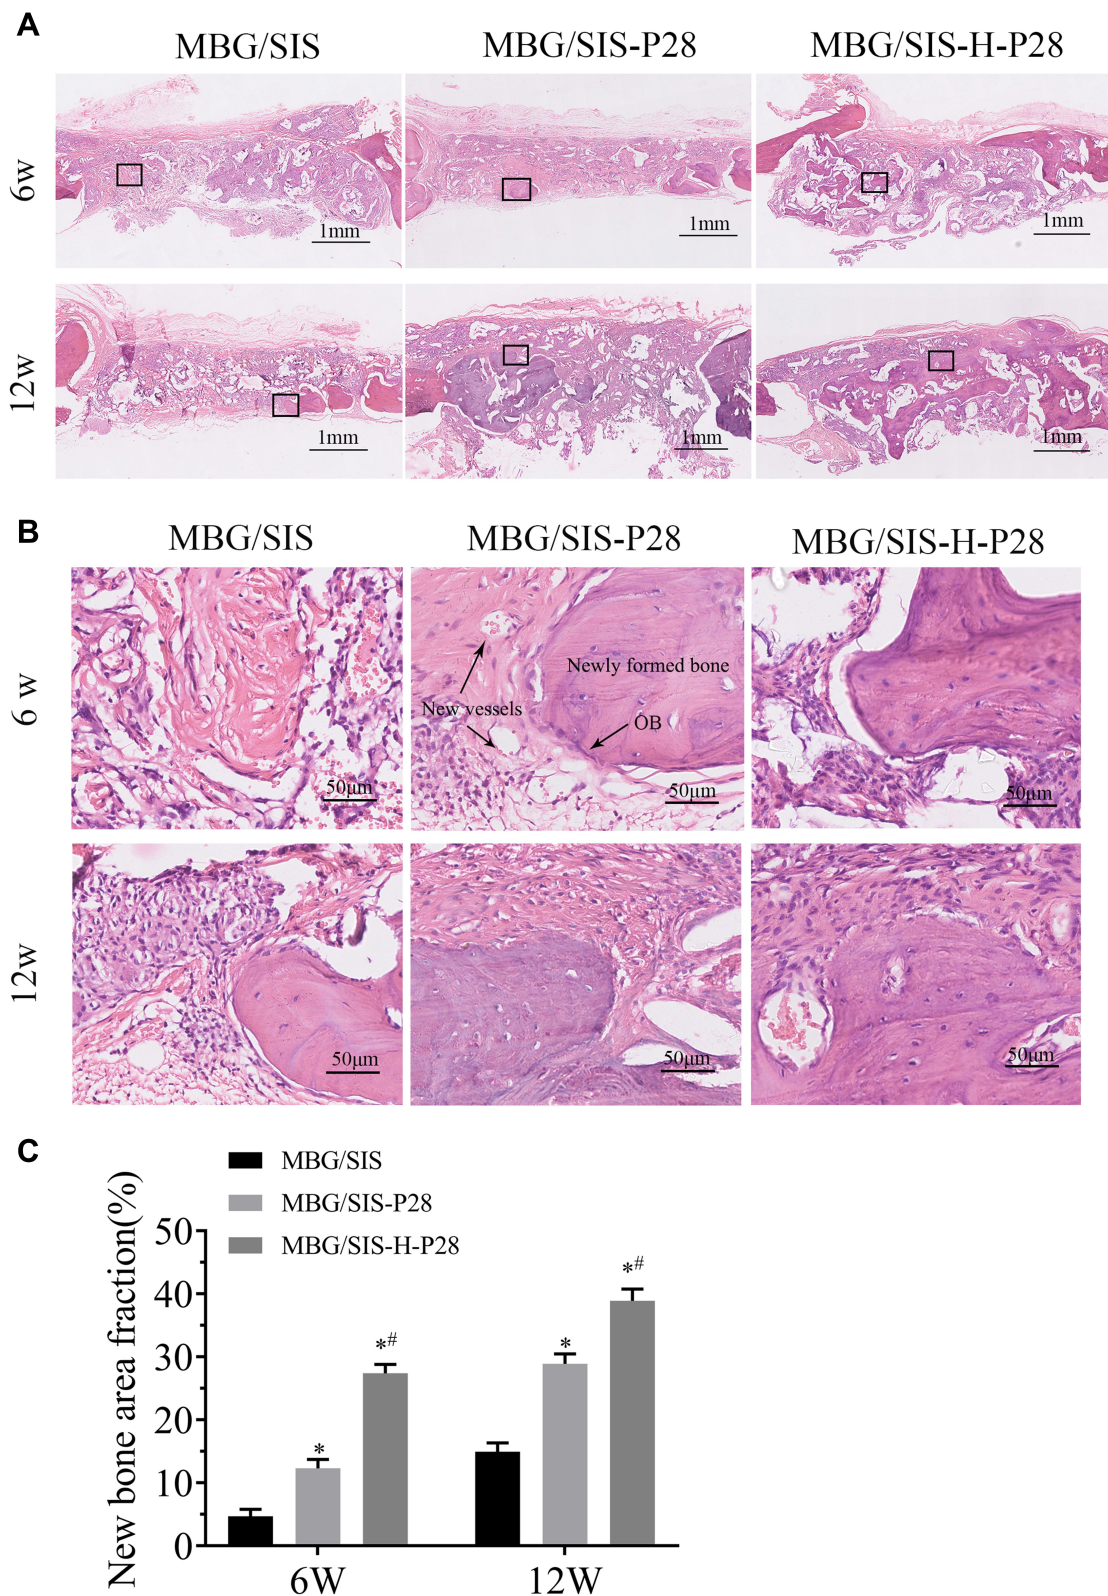 A
MBG/SIS
MBG/SIS-P28
MBG/SIS-H-P28
6w
1mm
1mm
1mm
12w
1mm
1mm
1mm
B
MBG/SIS
MBG/SIS-P28
MBG/SIS-H-P28
6 w
Newly formed bone
New vessels
OB
50μm
50μm
50μm
12w
50μm
50μm
50μm
C
MBG/SIS
MBG/SIS-P28
MBG/SIS-H-P28
New bone area fraction(%)
50
40
30
20
10
0
*
*#
*
*#
6W
12W